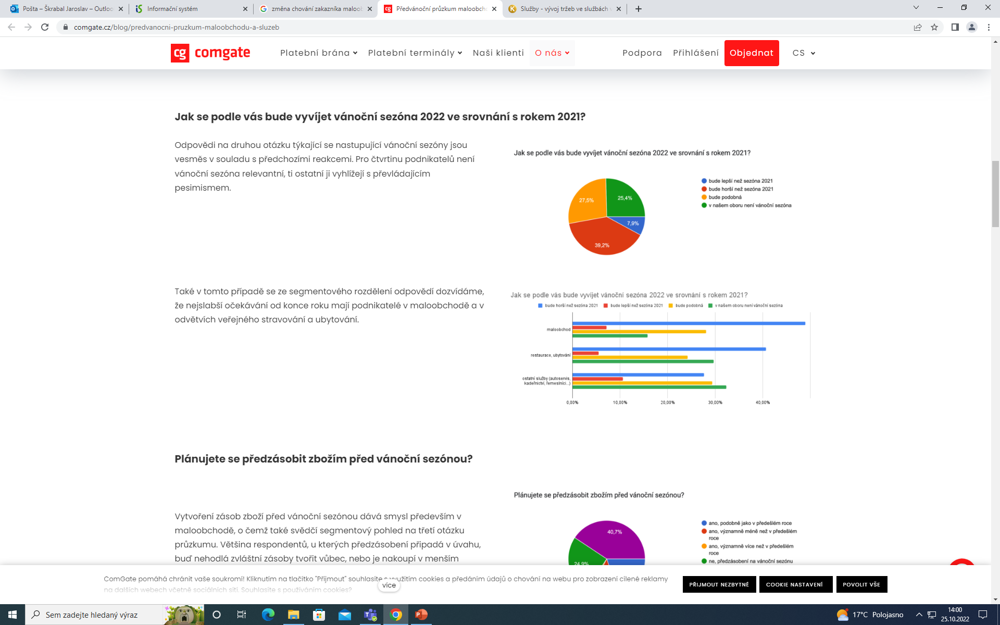 Pošta – Škrabal Jaroslav – Outloo
Informační systém
změna chování zakazníka maloob
Předvánoční průzkum maloobcho
Služby - vývoj tržeb ve službách v
comgate.cz/blog/predvanocni-pruzkum-maloobchodu-a-sluzeb
cg comgate
Platební brána
Platební terminály
Naši klienti
O nás
Podpora
Přihlášení
Objednat
CS
Jak se podle vás bude vyvíjet vánoční sezóna 2022 ve srovnání s rokem 2021?
Odpovědi na druhou otázku týkající se nastupující vánoční sezóny jsou
vesměs v souladu s předchozími reakcemi. Pro čtvrtinu podnikatelů není
vánoční sezóna relevantní, ti ostatní ji vyhlížejí s převládajícím
pesimismem.
Jak se podle vás bude vyvíjet vánoční sezóna 2022 ve srovnání s rokem 2021?
27,5%
25,4%
7,9%
39,2%
bude lepší než sezóna 2021
bude horší než sezóna 2021
bude podobná
v našem oboru není vánoční sezóna
Také v tomto případě se ze segmentového rozdělení odpovědí dozvídáme,
že nejslabší očekávání od konce roku mají podnikatelé v maloobchodě a v
odvětvích veřejného stravování a ubytování.
Jak se podle vás bude vyvíjet vánoční sezóna 2022 ve srovnání s rokem 2021?
bude horší než sezóna 2021
bude lepší než sezóna 2021
bude podobná
v našem oboru není vánoční sezóna
maloobchod
restaurace, ubytování
ostatní služby (autoservis,
kadeřnictví, řemeslníci...)
0,00%
10,00%
20,00%
30,00%
40,00%
Plánujete se předzásobit zbožím před vánoční sezónou?
Plánujete se předzásobit zbožím před vánoční sezónou?
Vytvoření zásob zboží před vánoční sezónou dává smysl především v
maloobchodě, o čemž také svědčí segmentový pohled na třetí otázku
průzkumu. Většina respondentů, u kterých předzásobení připadá v úvahu,
buď nehodlá zvláštní zásoby tvořit vůbec, nebo je nakoupí v menším
40,7%
24,9%
ano, podobně jako v předešlém roce
ano, významně méně než v předešlém
roce
ano, významně více než v předešlém
roce
ne, předzásobení na vánoční sezónu
ComGate pomáhá chránit vaše soukromí! Kliknutím na tlačítko "Přijmout" souhlasíte s využitím cookies a předáním údajů o chování na webu pro zobrazení cílené reklamy
na dalších webech včetně sociálních sítí. Souhlasíte s používáním cookies?
více
PŘIJMOUT NEZBYTNÉ
COOKIE NASTAVENÍ
POVOLIT VŠE
Sem zadejte hledaný výraz
17°C Polojasno
14:00
25.10.2022